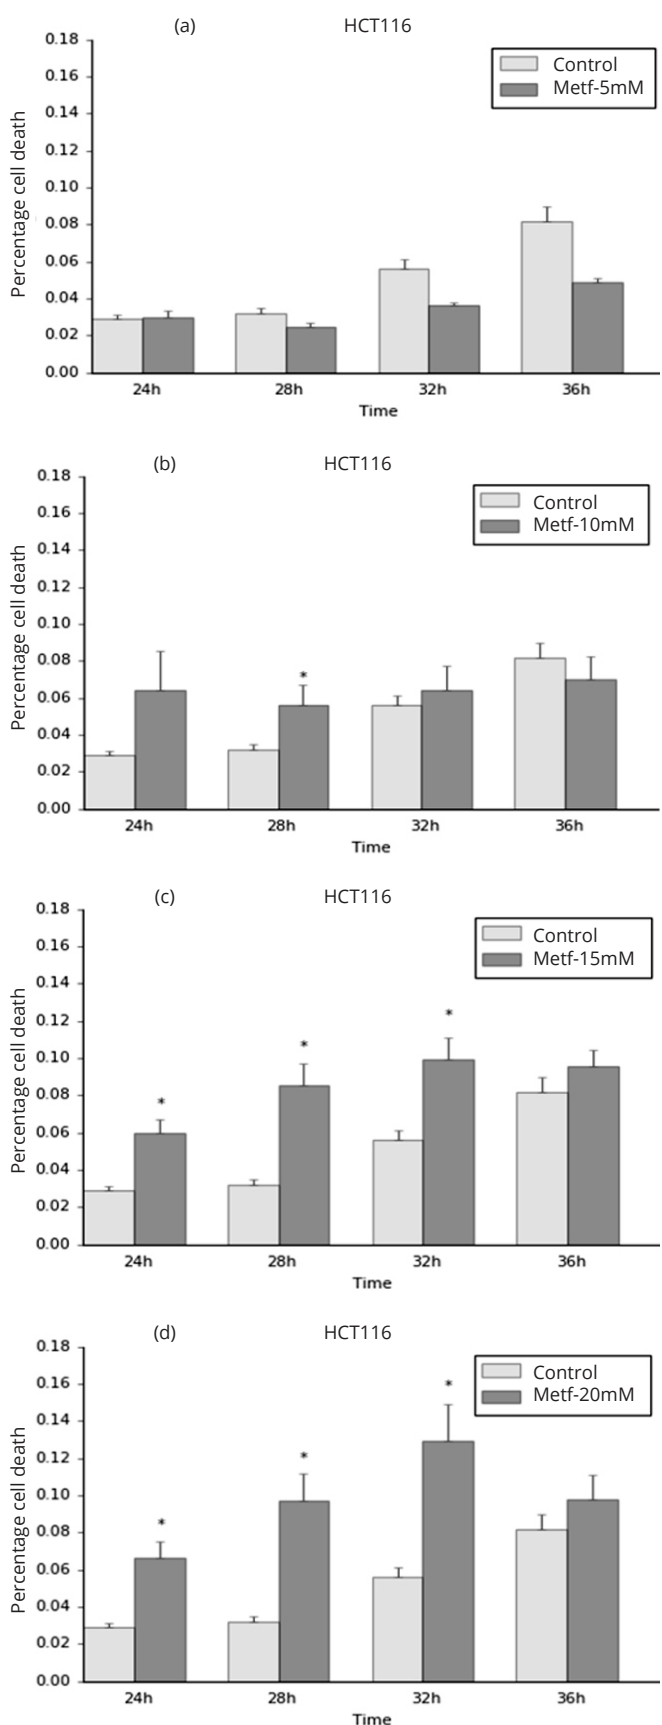 (a) HCT116
Control
Metf-5mM
Percentage cell death
0.18
0.16
0.14
0.12
0.10
0.08
0.06
0.04
0.02
0.00
24h 28h 32h 36h
Time
(b) HCT116
Control
Metf-10mM
Percentage cell death
0.18
0.16
0.14
0.12
0.10
0.08
0.06
0.04
0.02
0.00
*
24h 28h 32h 36h
Time
(c) HCT116
Control
Metf-15mM
Percentage cell death
0.18
0.16
0.14
0.12
0.10
0.08
0.06
0.04
0.02
0.00
* * *
24h 28h 32h 36h
Time
(d) HCT116
Control
Metf-20mM
Percentage cell death
0.18
0.16
0.14
0.12
0.10
0.08
0.06
0.04
0.02
0.00
* * *
24h 28h 32h 36h
Time